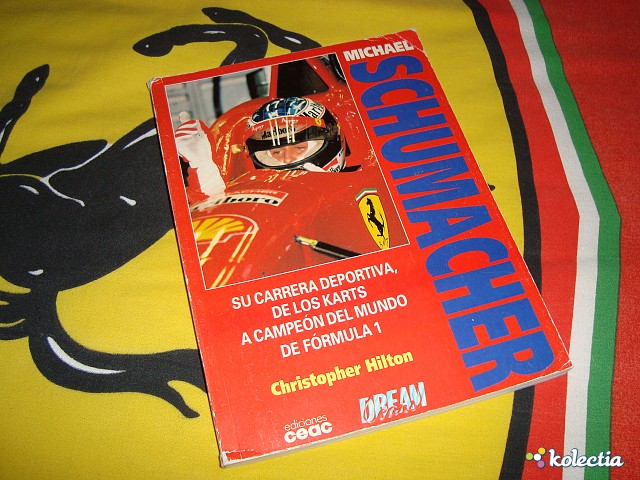 MICHAEL
SCHUMACHER
Marlboro
SU CARRERA DEPORTIVA,
DE LOS KARTS
A CAMPEÓN DEL MUNDO
DE FÓRMULA 1
Christopher Hilton
ediciones
ceac
DREAM
kolectia